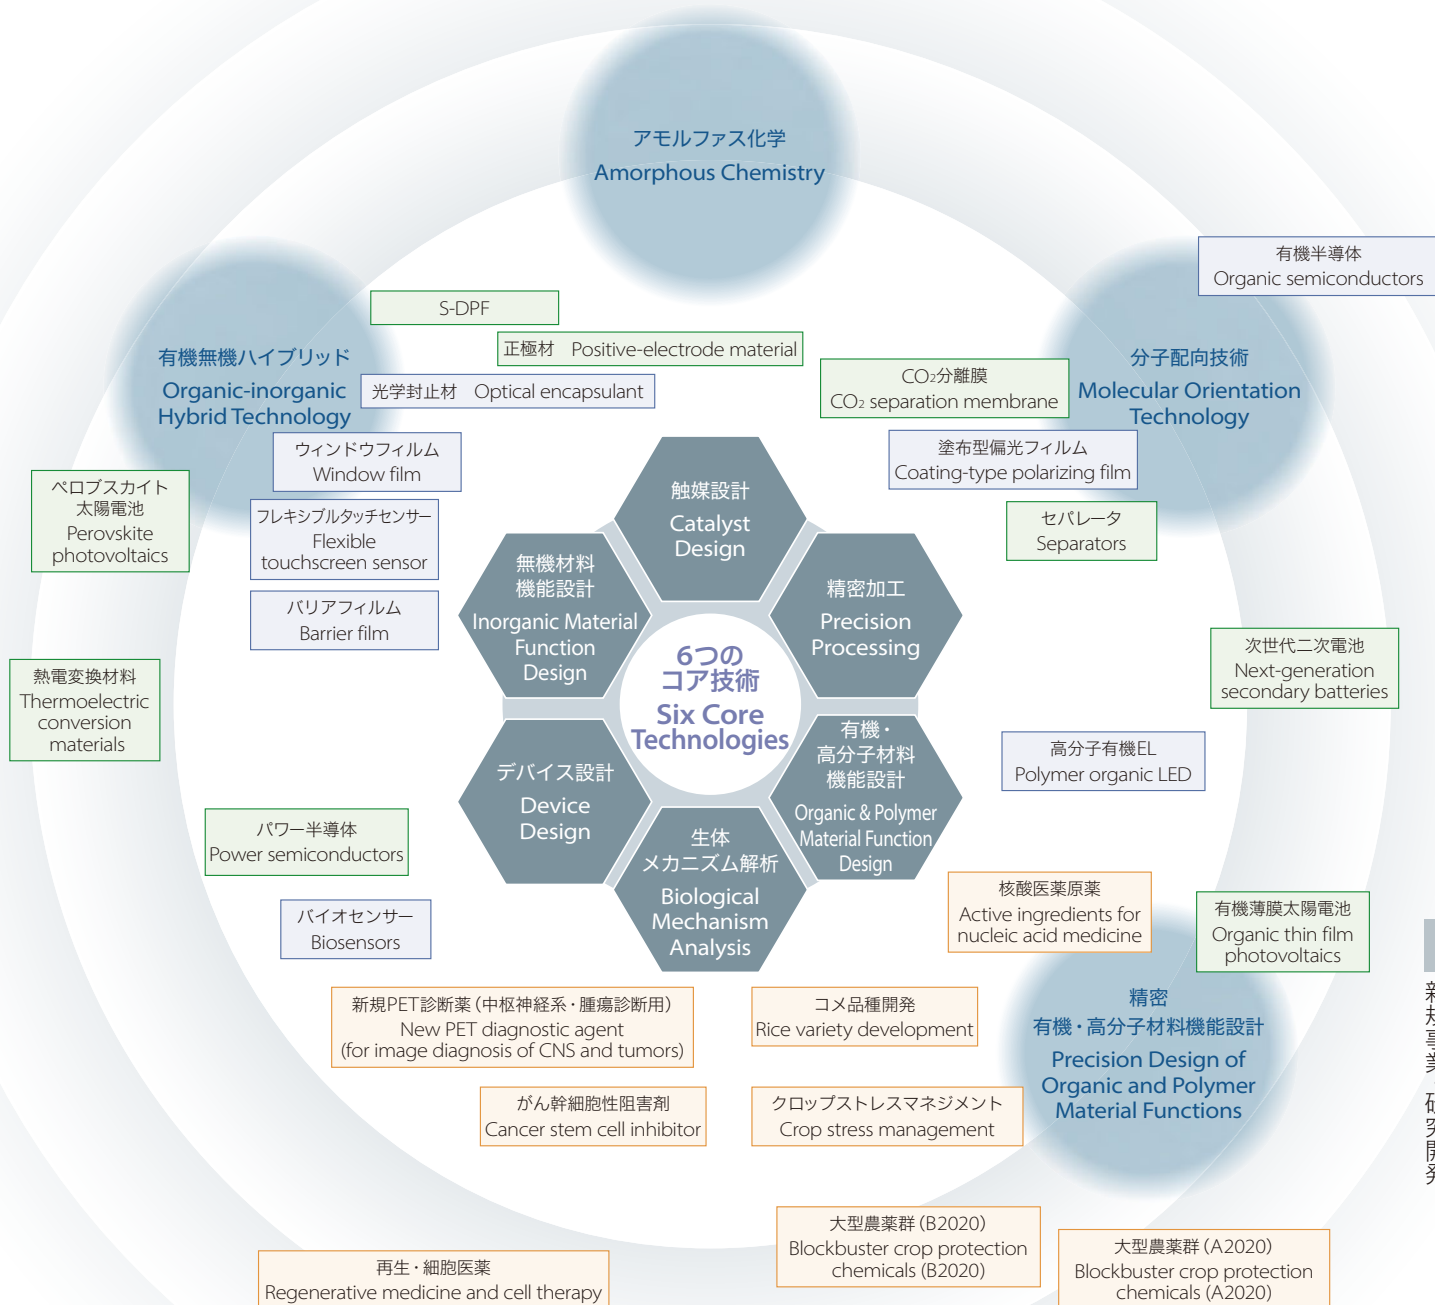 アモルファス化学
Amorphous Chemistry
有機半導体
Organic semiconductors
S-DPF
正極材 Positive-electrode material
有機無機ハイブリッド
Organic-inorganic
Hybrid Technology
光学封止材 Optical encapsulant
CO₂分離膜
CO₂ separation membrane
分子配向技術
Molecular Orientation
Technology
ウィンドウフィルム
Window film
塗布型偏光フィルム
Coating-type polarizing film
ペロブスカイト
太陽電池
Perovskite
photovoltaics
フレキシブルタッチセンサー
Flexible
touchscreen sensor
セパレータ
Separators
バリアフィルム
Barrier film
触媒設計
Catalyst
Design
無機材料
機能設計
Inorganic Material
Function
Design
精密加工
Precision
Processing
6つの
コア技術
Six Core
Technologies
熱電変換材料
Thermoelectric
conversion
materials
次世代二次電池
Next-generation
secondary batteries
デバイス設計
Device
Design
有機・
高分子材料
機能設計
Organic & Polymer
Material Function
Design
高分子有機EL
Polymer organic LED
パワー半導体
Power semiconductors
生体
メカニズム解析
Biological
Mechanism
Analysis
バイオセンサー
Biosensors
核酸医薬原薬
Active ingredients for
nucleic acid medicine
有機薄膜太陽電池
Organic thin film
photovoltaics
新規PET診断薬(中枢神経系・腫瘍診断用)
New PET diagnostic agent
(for image diagnosis of CNS and tumors)
コメ品種開発
Rice variety development
精密
有機・高分子材料機能設計
Precision Design of
Organic and Polymer
Material Functions
がん幹細胞性阻害剤
Cancer stem cell inhibitor
クロップストレスマネジメント
Crop stress management
大型農薬群(B2020)
Blockbuster crop protection
chemicals (B2020)
大型農薬群(A2020)
Blockbuster crop protection
chemicals (A2020)
再生・細胞医薬
Regenerative medicine and cell therapy
新規事業 研究開発